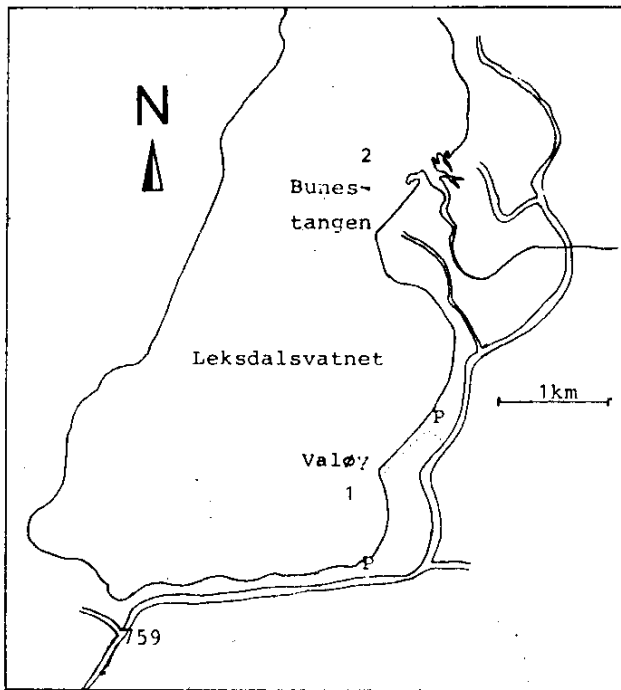 N
2
Bunes-
tangen
Leksdalsvatnet
1km
P
Valøy
1
P
759